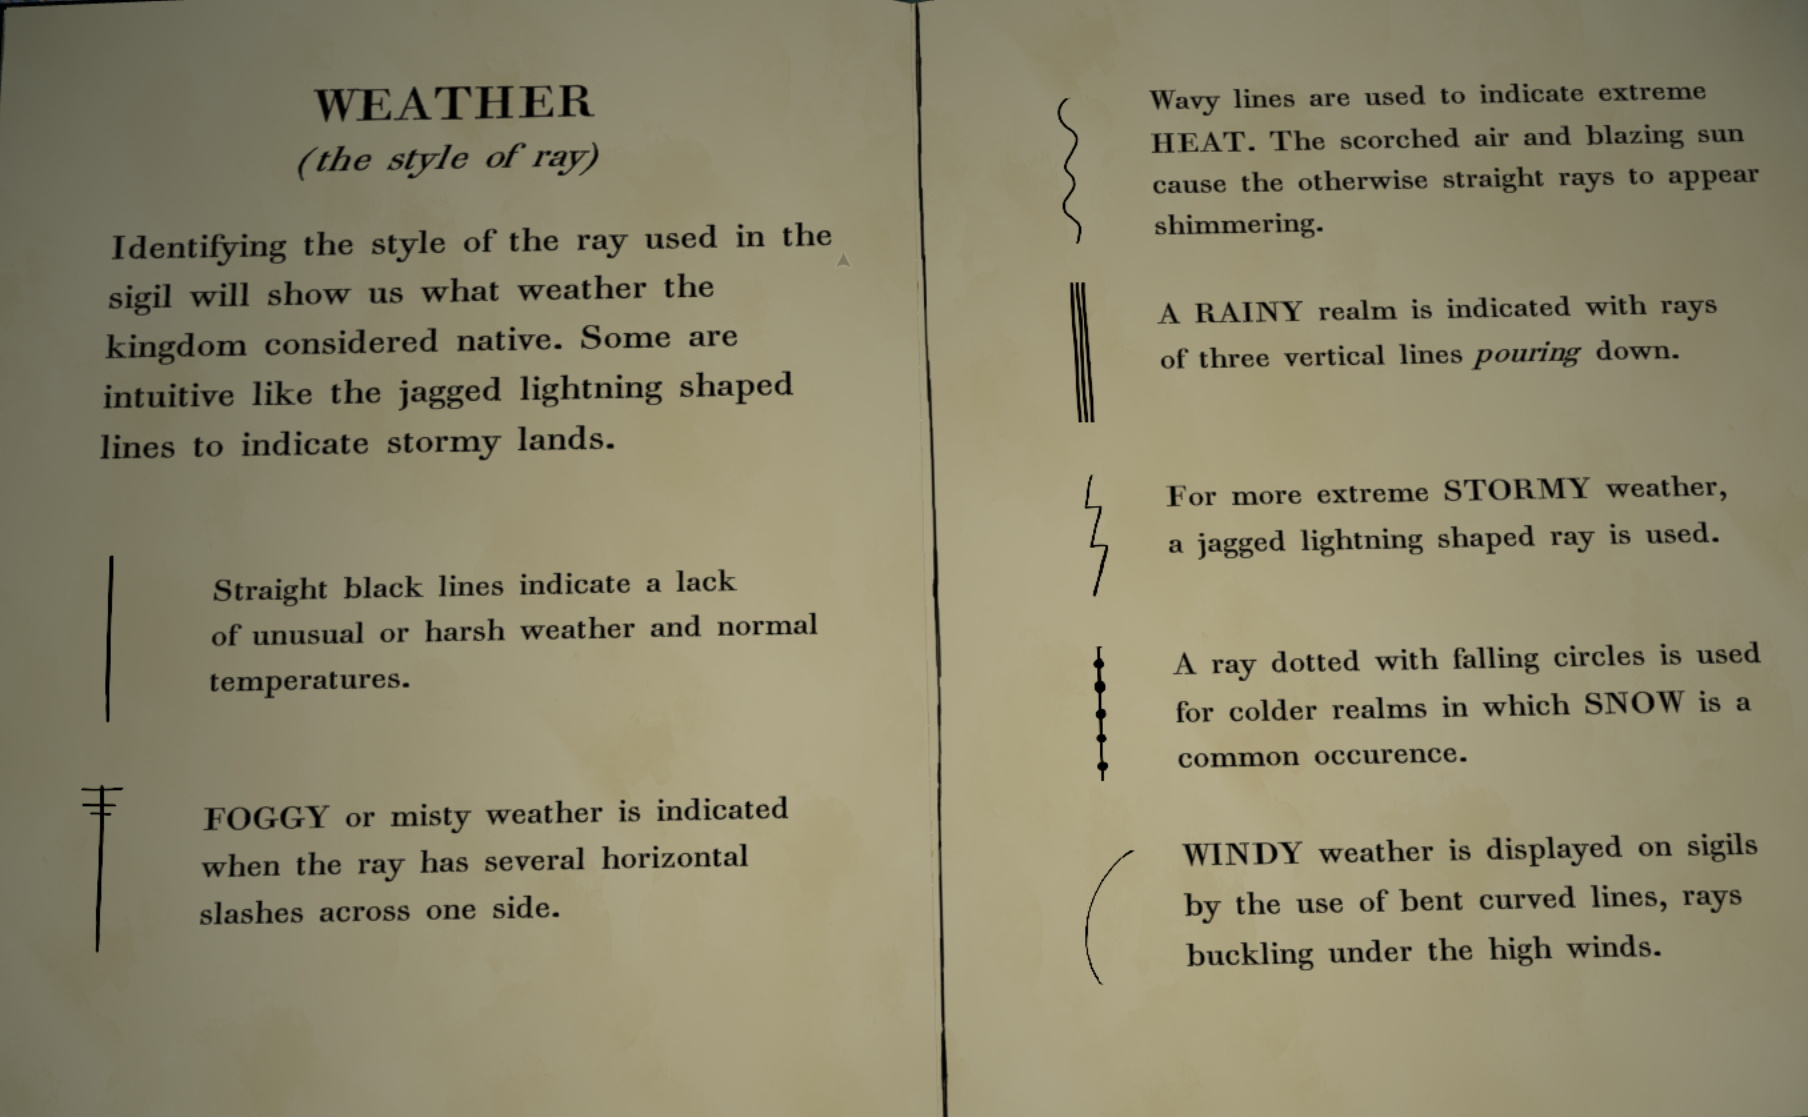 WEATHER
(the style of ray)
Identifying the style of the ray used in the
sigil will show us what weather the
kingdom considered native. Some are
intuitive like the jagged lightning shaped
lines to indicate stormy lands.
Straight black lines indicate a lack
of unusual or harsh weather and normal
temperatures.
FOGGY or misty weather is indicated
when the ray has several horizontal
slashes across one side.
Wavy lines are used to indicate extreme
HEAT. The scorched air and blazing sun
cause the otherwise straight rays to appear
shimmering.
A RAINY realm is indicated with rays
of three vertical lines pouring down.
For more extreme STORMY weather,
a jagged lightning shaped ray is used.
A ray dotted with falling circles is used
for colder realms in which SNOW is a
common occurence.
WINDY weather is displayed on sigils
by the use of bent curved lines, rays
buckling under the high winds.